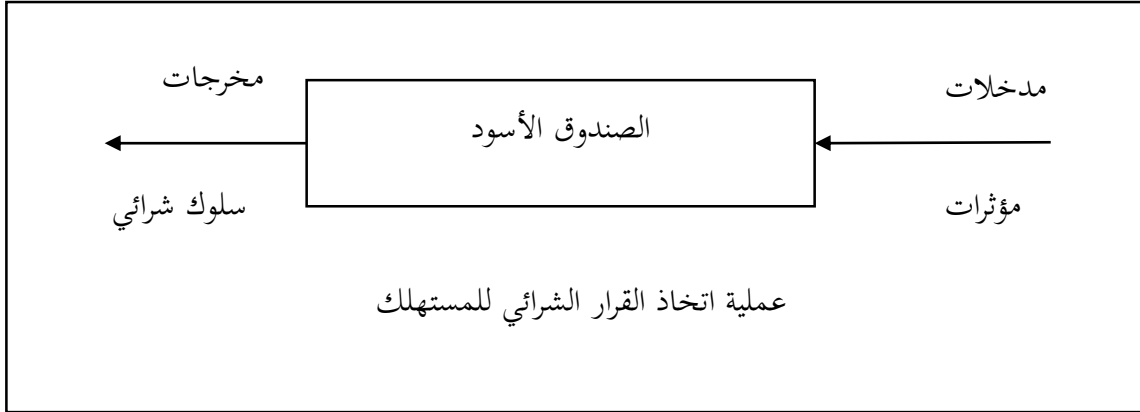 مدخلات
مخرجات
الصندوق الأسود
مؤثرات
سلوك شرائي
عملية اتخاذ القرار الشرائي للمستهلك